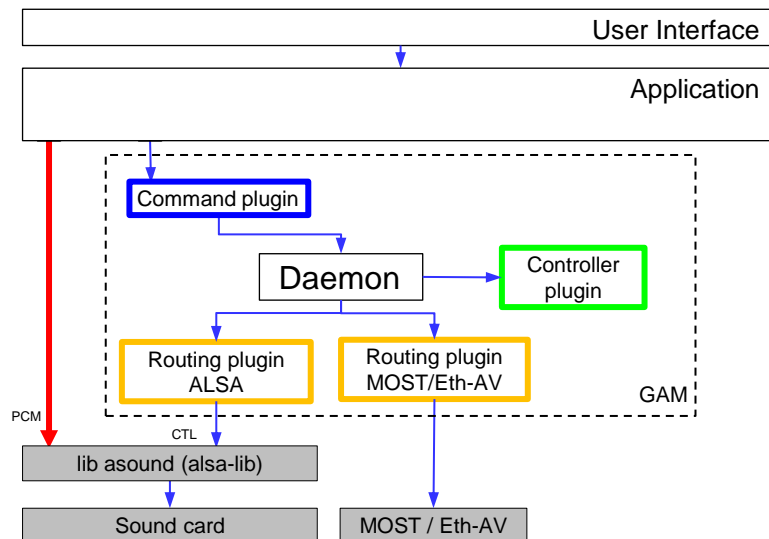 User Interface
Application
Command plugin
Daemon
Controller
plugin
Routing plugin
ALSA
Routing plugin
MOST/Eth-AV
GAM
PCM
CTL
lib asound (alsa-lib)
Sound card
MOST / Eth-AV